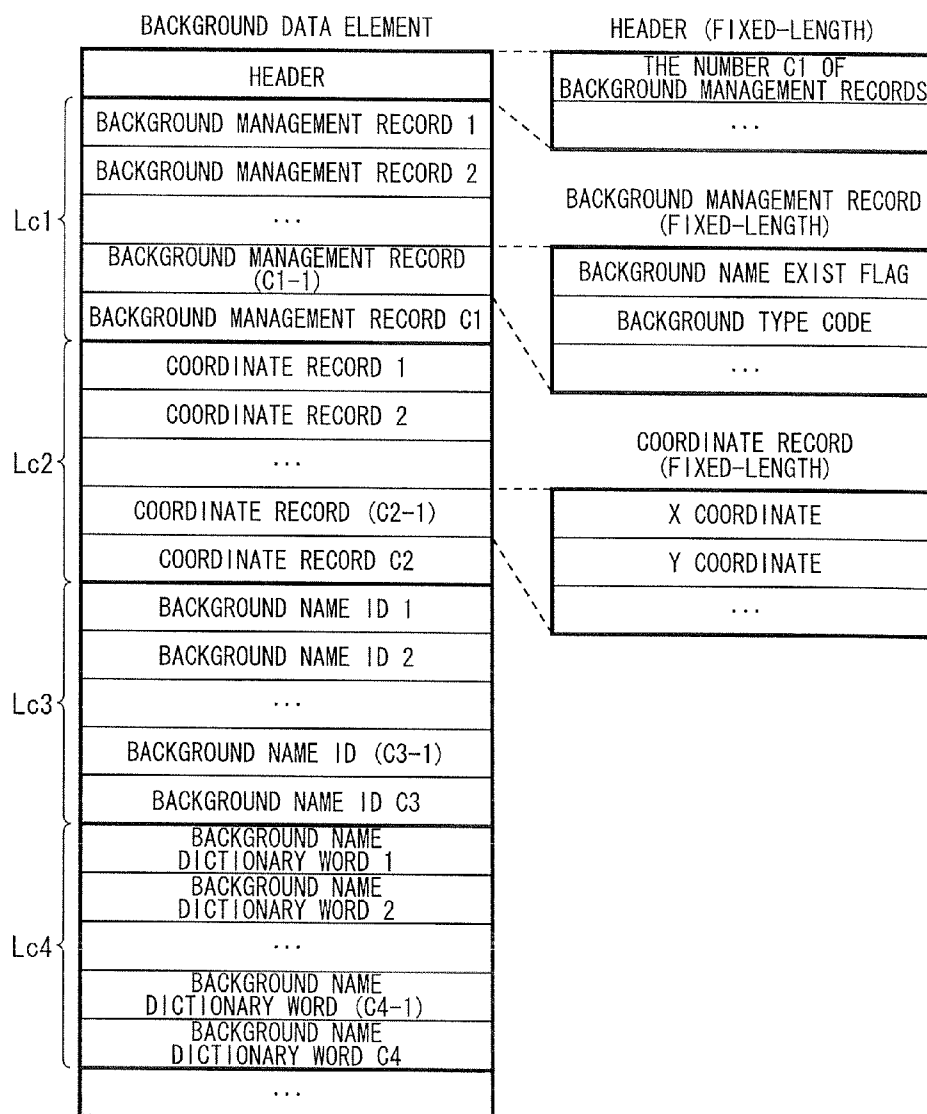 BACKGROUND DATA ELEMENT
HEADER
BACKGROUND MANAGEMENT RECORD 1
BACKGROUND MANAGEMENT RECORD 2
...
BACKGROUND MANAGEMENT RECORD
(C1-1)
BACKGROUND MANAGEMENT RECORD C1
COORDINATE RECORD 1
COORDINATE RECORD 2
...
COORDINATE RECORD (C2-1)
COORDINATE RECORD C2
BACKGROUND NAME ID 1
BACKGROUND NAME ID 2
...
BACKGROUND NAME ID (C3-1)
BACKGROUND NAME ID C3
BACKGROUND NAME
DICTIONARY WORD 1
BACKGROUND NAME
DICTIONARY WORD 2
...
BACKGROUND NAME
DICTIONARY WORD (C4-1)
BACKGROUND NAME
DICTIONARY WORD C4
...
Lc1
Lc2
Lc3
Lc4
HEADER (FIXED-LENGTH)
THE NUMBER C1 OF
BACKGROUND MANAGEMENT RECORDS
...
BACKGROUND MANAGEMENT RECORD
(FIXED-LENGTH)
BACKGROUND NAME EXIST FLAG
BACKGROUND TYPE CODE
...
COORDINATE RECORD
(FIXED-LENGTH)
X COORDINATE
Y COORDINATE
...